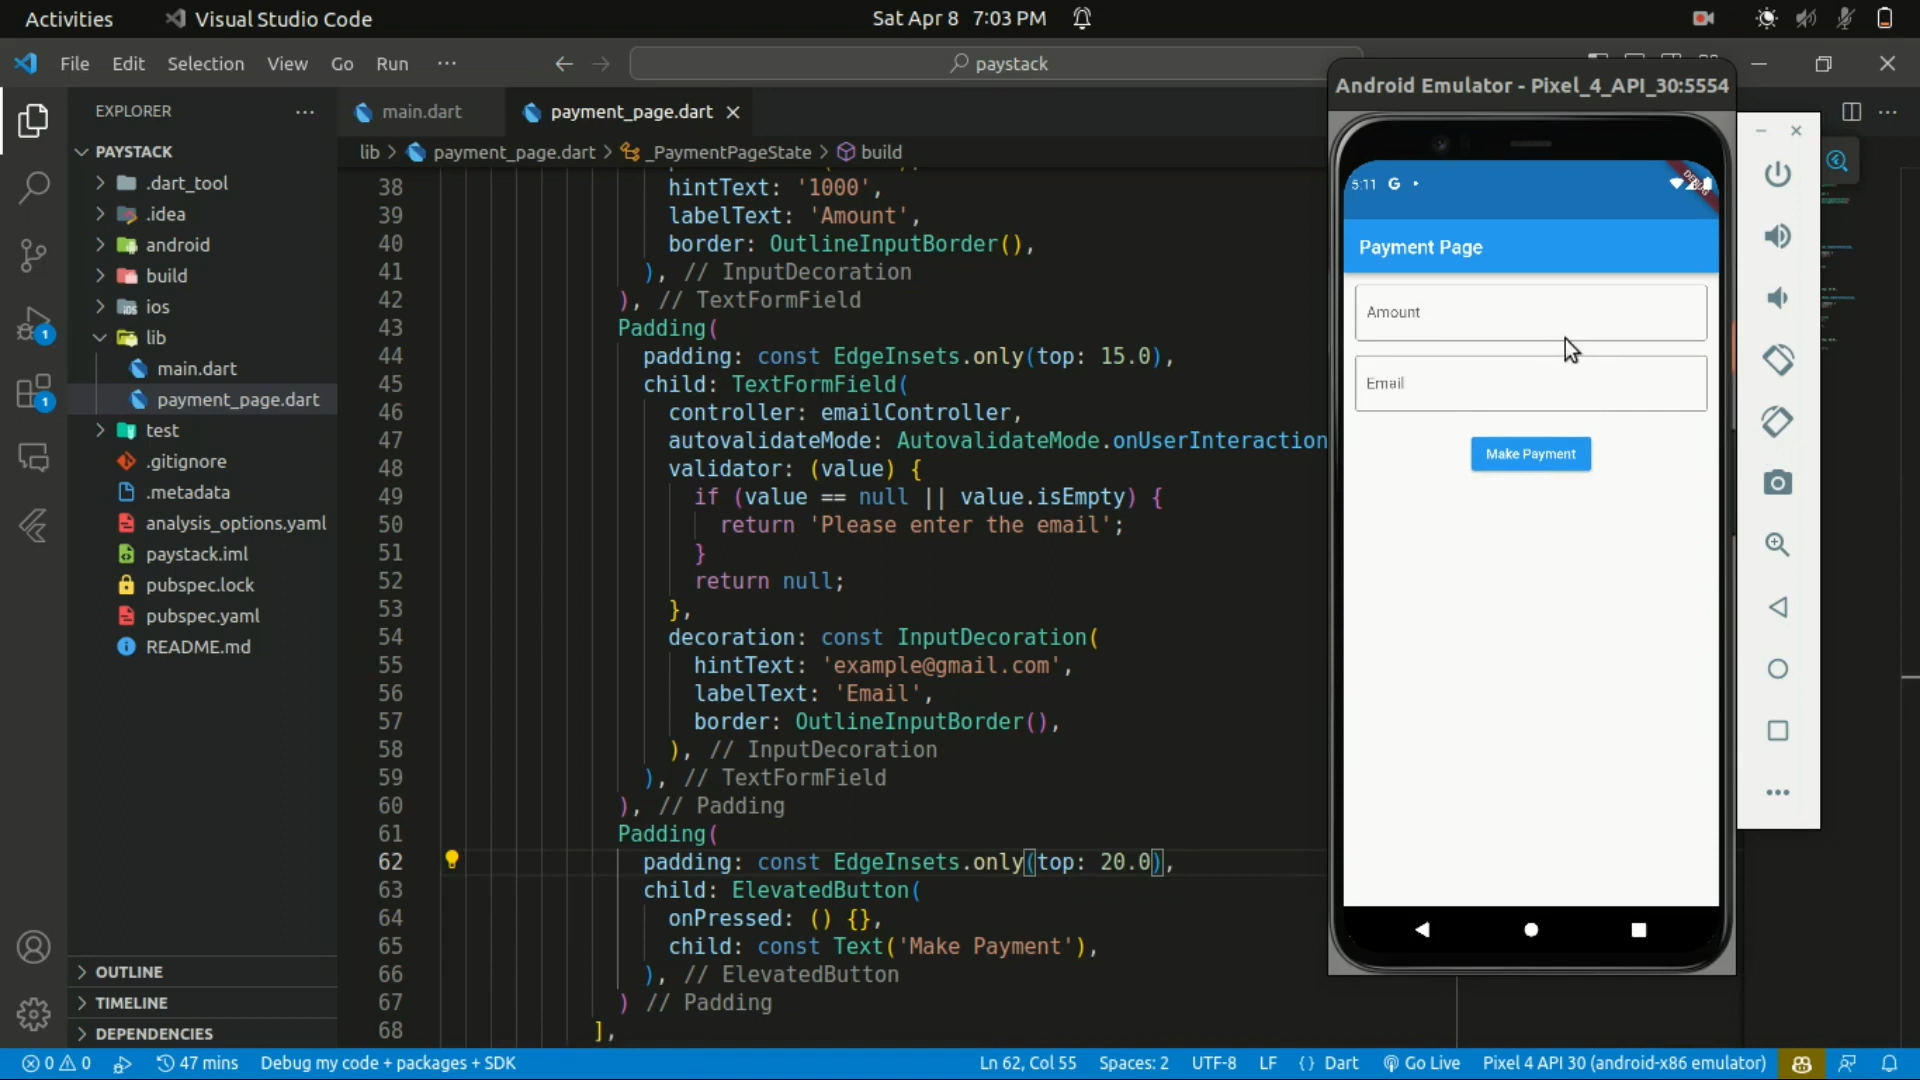 Activities
Visual Studio Code
Sat Apr 8 7:03 PM
File Edit Selection View Go Run ···
paystack
EXPLORER
main.dart
payment_page.dart
PAYSTACK
lib > payment_page.dart > _PaymentPageState > build
.dart_tool
.idea
android
build
ios
lib
main.dart
payment_page.dart
test
.gitignore
.metadata
analysis_options.yaml
paystack.iml
pubspec.lock
pubspec.yaml
README.md
OUTLINE
TIMELINE
DEPENDENCIES
1
1
38 hintText: '1000',
39 labelText: 'Amount',
40 border: OutlineInputBorder(),
41 ), // InputDecoration
42 ), // TextFormField
43 Padding(
44 padding: const EdgeInsets.only(top: 15.0),
45 child: TextFormField(
46 controller: emailController,
47 autovalidateMode: AutovalidateMode.onUserInteraction
48 validator: (value) {
49 if (value == null || value.isEmpty) {
50 return 'Please enter the email';
51 }
52 return null;
53 },
54 decoration: const InputDecoration(
55 hintText: 'example@gmail.com',
56 labelText: 'Email',
57 border: OutlineInputBorder(),
58 ), // InputDecoration
59 ), // TextFormField
60 ), // Padding
61 Padding(
62 padding: const EdgeInsets.only(top: 20.0),
63 child: ElevatedButton(
64 onPressed: () {},
65 child: const Text('Make Payment'),
66 ), // ElevatedButton
67 ) // Padding
68 ],
Android Emulator - Pixel_4_API_30:5554
5:11 G
DEBUG
Payment Page
Amount
Email
Make Payment
0 0
47 mins
Debug my code + packages + SDK
Ln 62, Col 55
Spaces: 2
UTF-8
LF
{ } Dart
Go Live
Pixel 4 API 30 (android-x86 emulator)